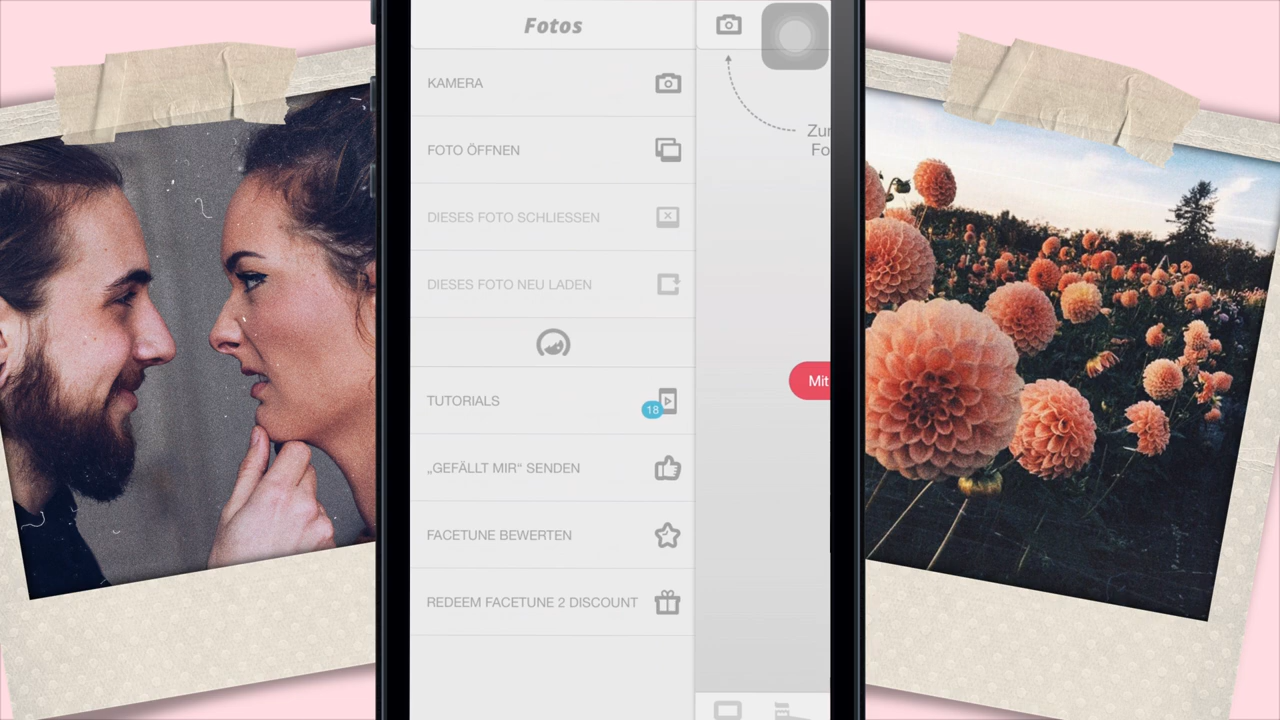 Fotos
KAMERA
FOTO ÖFFNEN
DIESES FOTO SCHLIESSEN
DIESES FOTO NEU LADEN
TUTORIALS
18
„GEFÄLLT MIR“ SENDEN
FACETUNE BEWERTEN
REDEEM FACETUNE 2 DISCOUNT
Zur
Fo
Mit